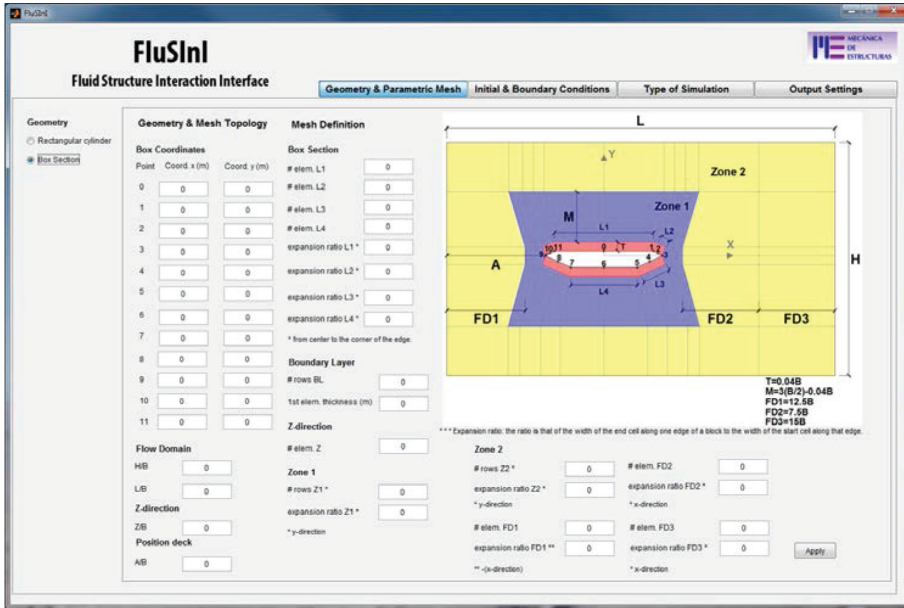 FluSInI
FluSInI
Fluid Structure Interaction Interface
MECÁNICA
DE
ESTRUCTURAS
Geometry & Parametric Mesh
Initial & Boundary Conditions
Type of Simulation
Output Settings
Geometry
Rectangular cylinder
Box Section
Geometry & Mesh Topology
Box Coordinates
Point Coord. x (m) Coord. y (m)
0 0 0
1 0 0
2 0 0
3 0 0
4 0 0
5 0 0
6 0 0
7 0 0
8 0 0
9 0 0
10 0 0
11 0 0
Flow Domain
H/B 0
L/B 0
Z-direction
Z/B 0
Position deck
A/B 0
Mesh Definition
Box Section
# elem. L1 0
# elem. L2 0
# elem. L3 0
# elem. L4 0
expansion ratio L1 * 0
expansion ratio L2 * 0
expansion ratio L3 * 0
expansion ratio L4 * 0
* from center to the corner of the edge.
Boundary Layer
# rows BL 0
1st elem. thickness (m) 0
Z-direction
# elem. Z 0
Zone 1
# rows Z1 * 0
expansion ratio Z1 * 0
* y-direction
L
Y
Zone 2
M
Zone 1
L1
L2
10 11 0 T 1 2
X
9 3
A
8 7 6 5 4
H
L4
L3
FD1
FD2
FD3
T=0.04B
M=3(B/2)-0.04B
FD1=12.5B
FD2=7.5B
FD3=15B
*** Expansion ratio: the ratio is that of the width of the end cell along one edge of a block to the width of the start cell along that edge.
Zone 2
# rows Z2 * 0
expansion ratio Z2 * 0
* y-direction
# elem. FD1 0
expansion ratio FD1 ** 0
** -(x-direction)
# elem. FD2 0
expansion ratio FD2 * 0
* x-direction
# elem. FD3 0
expansion ratio FD3 * 0
* x-direction
Apply